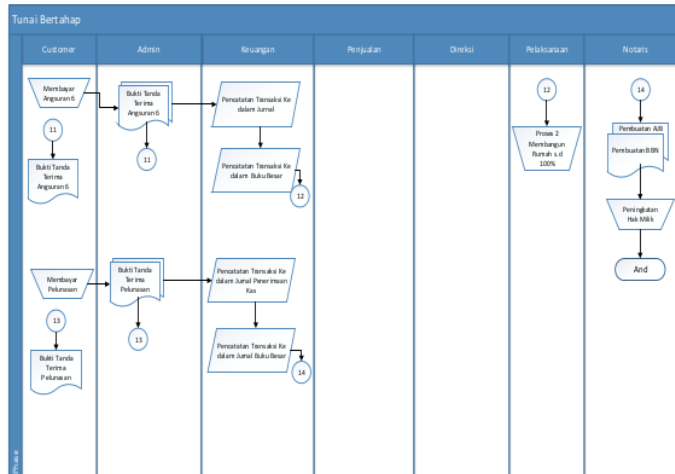 Tunai Bertahap
Customer
Admin
Keuangan
Penjualan
Direksi
Pelaksanaan
Notaris
Membayar
Angsuran 6
Bukti Tanda
Terima
Angsuran 6
Pencatatan Transaksi Ke
dalam Jurnal
12
14
11
11
Proses 2
Membangun
Rumah s.d
100%
Pembuatan AJB
Pembuatan BBN
Bukti Tanda
Terima
Angsuran 6
Pencatatan Transaksi Ke
dalam Buku Besar
12
Peningkatan
Hak Milik
And
Membayar
Pelunasan
Bukti Tanda
Terima
Pelunasan
Pencatatan Transaksi Ke
dalam Jurnal Penerimaan
Kas
13
13
Bukti Tanda
Terima
Pelunasan
Pencatatan Transaksi Ke
dalam Jurnal Buku Besar
14
Phase